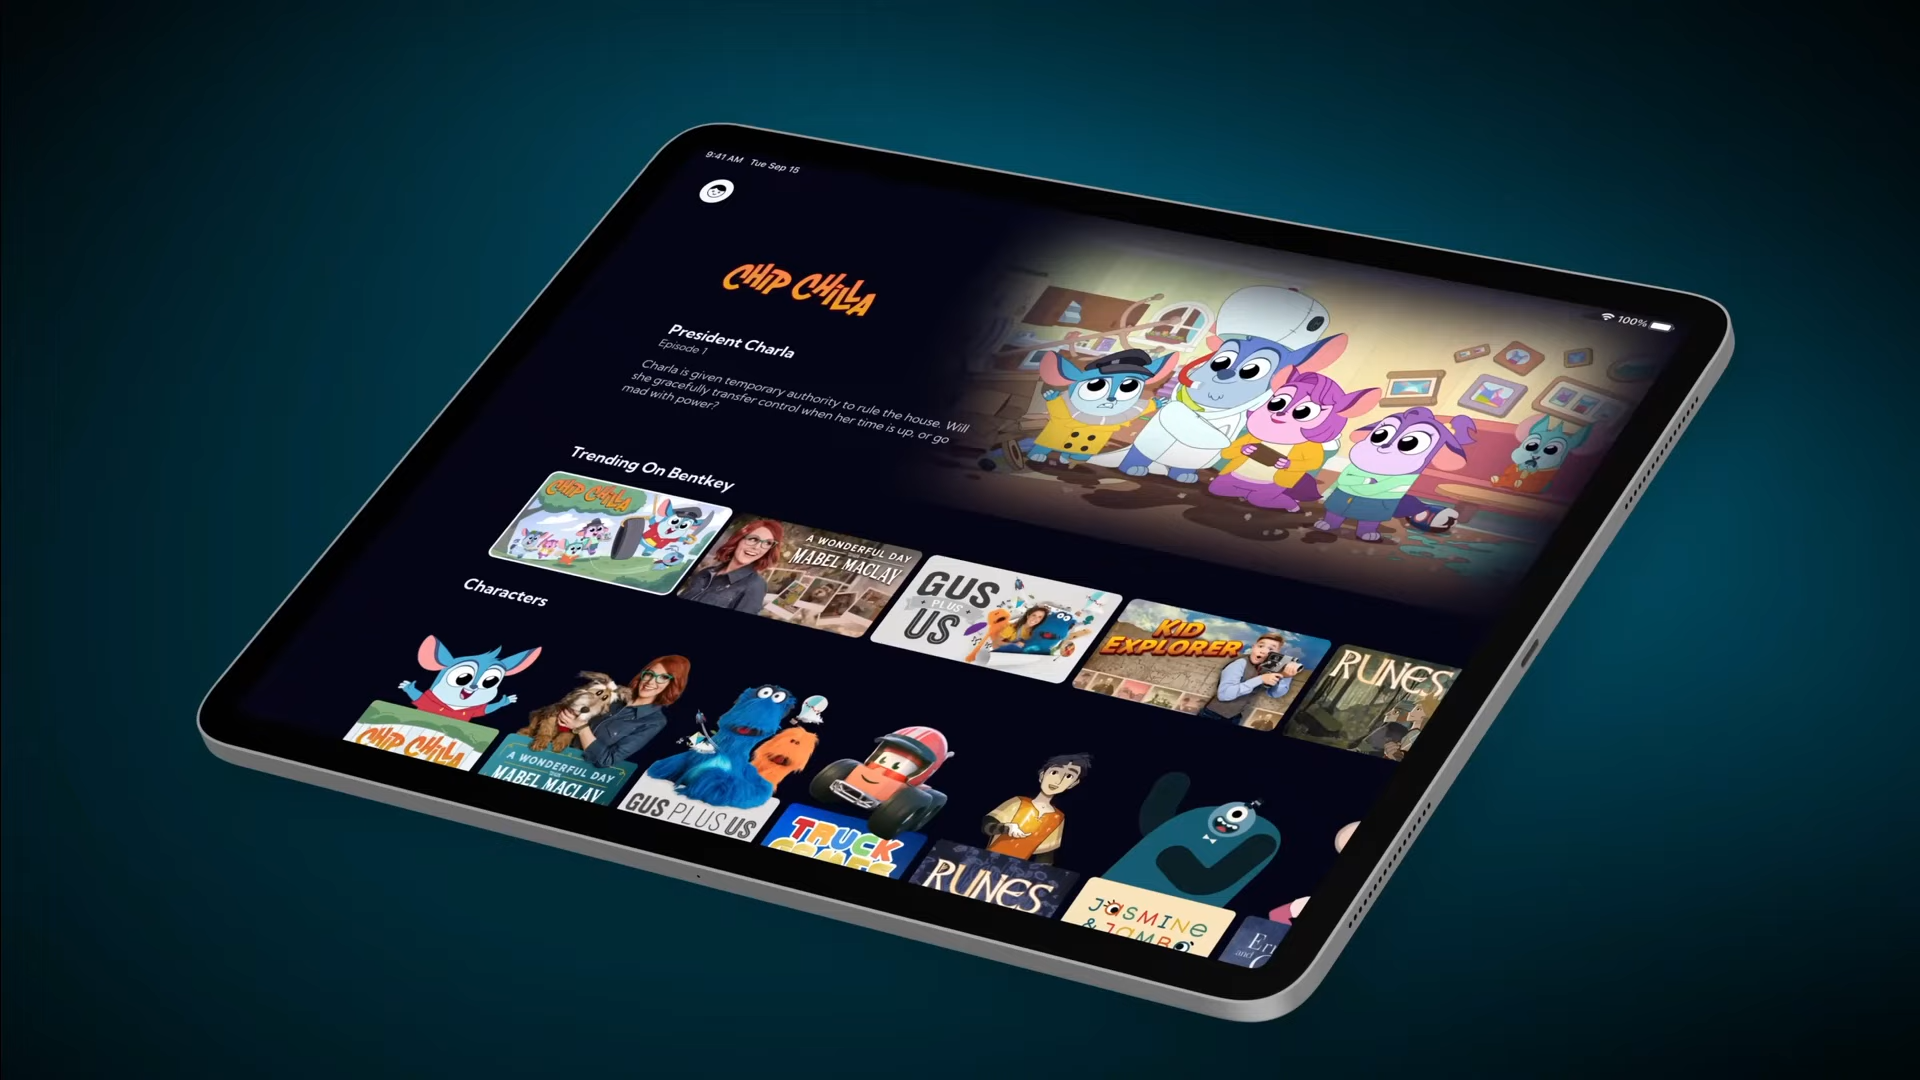 9:41 AM Tue Sep 15
100%
CHIP CHILLA
President Charla
Episode 1
Charla is given temporary authority to rule the house. Will
she gracefully transfer control when her time is up, or go
mad with power?
Trending On Bentkey
CHIP CHILLA
A WONDERFUL DAY
MABEL MACLAY
GUS
PLUS
US
KID
EXPLORER
RUNES
Characters
CHIP CHILLA
A WONDERFUL DAY
MABEL MACLAY
GUS PLUS US
TRUCK
GAMES
RUNES
JASMINE
& JAMBO
and